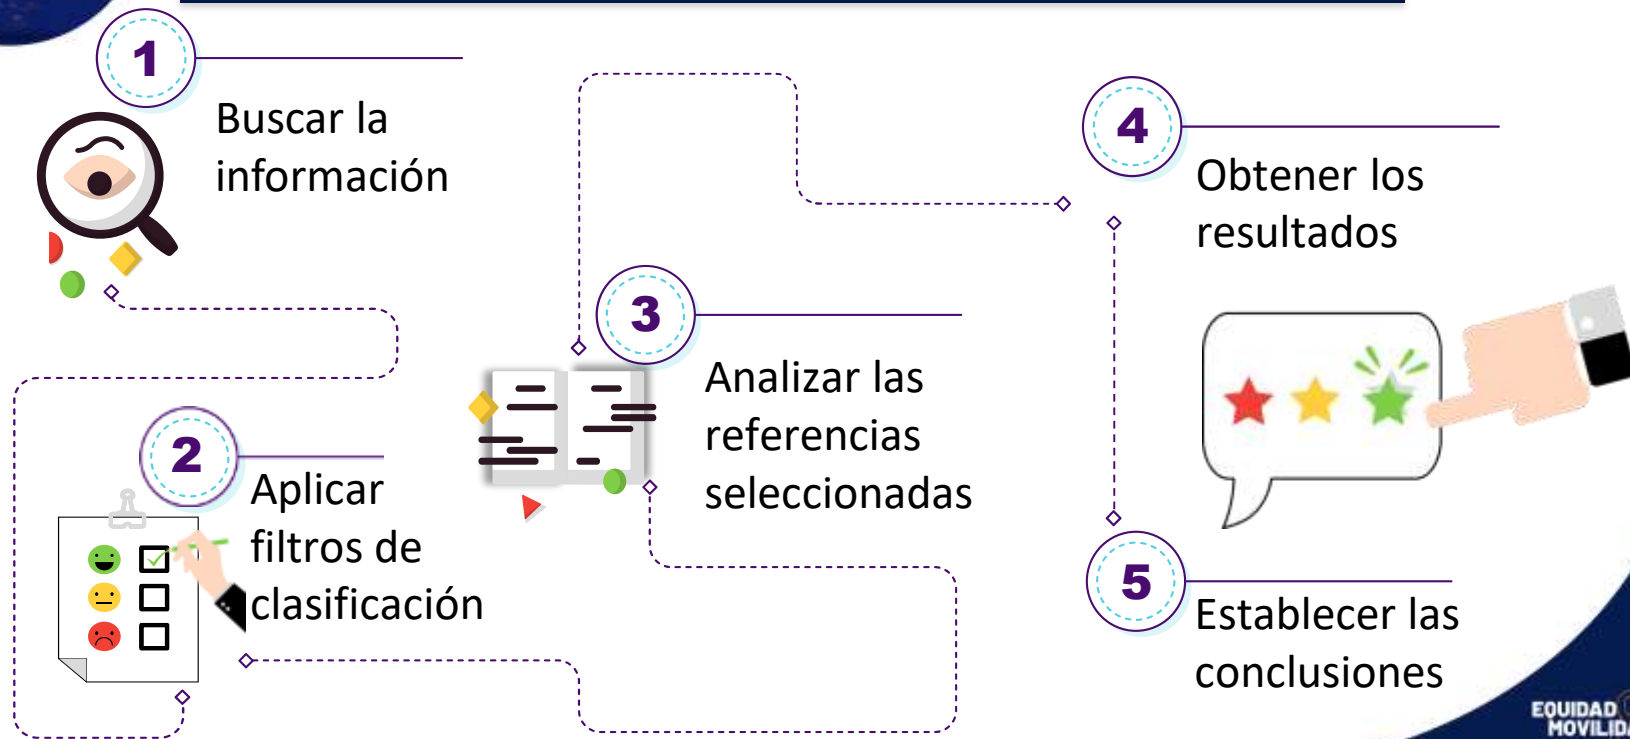 1
Buscar la
información
2
Aplicar
filtros de
clasificación
3
Analizar las
referencias
seleccionadas
4
Obtener los
resultados
5
Establecer las
conclusiones
EQUIDAD